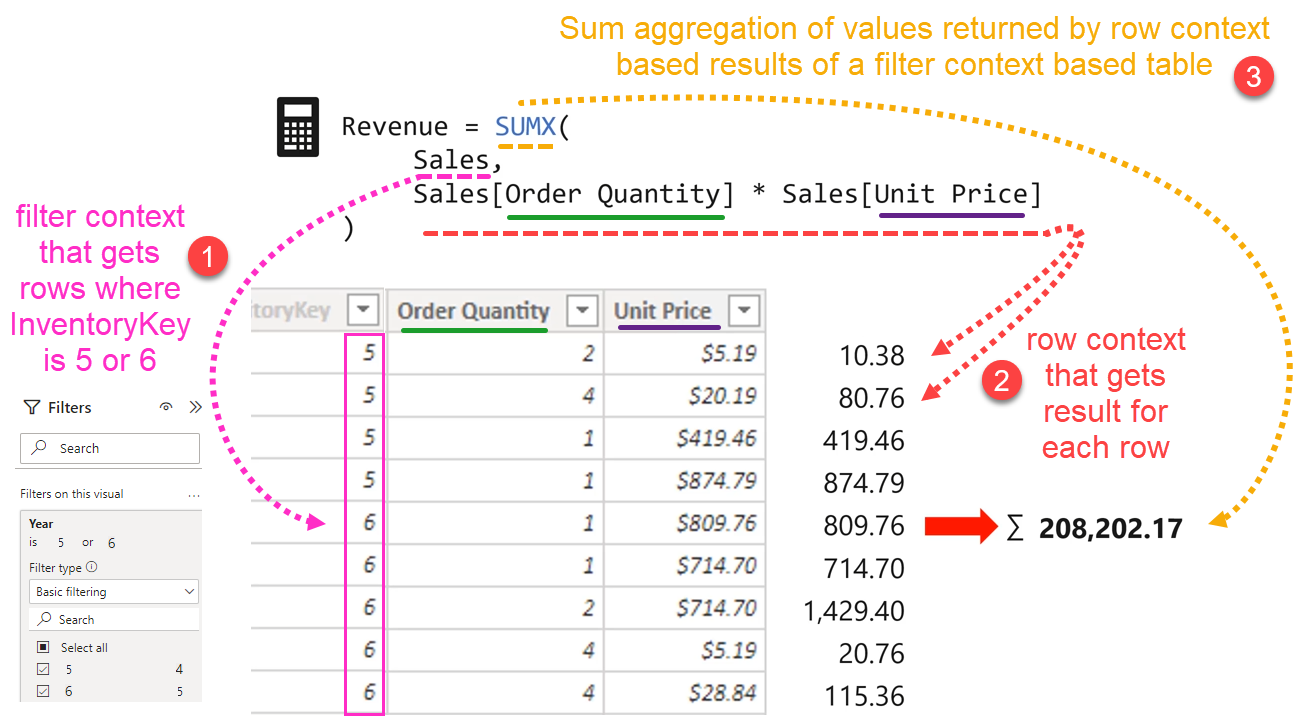 Sum aggregation of values returned by row context
based results of a filter context based table
3
Revenue = SUMX(
Sales,
Sales[Order Quantity] * Sales[Unit Price]
)
filter context
that gets
rows where
InventoryKey
is 5 or 6
1
Filters
Search
Filters on this visual
...
Year
is 5 or 6
Filter type
Basic filtering
Search
Select all
5 4
6 5
toryKey Order Quantity Unit Price
5 2 $5.19 10.38
5 4 $20.19 80.76
5 1 $419.46 419.46
5 1 $874.79 874.79
6 1 $809.76 809.76
6 1 $714.70 714.70
6 2 $714.70 1,429.40
6 4 $5.19 20.76
6 4 $28.84 115.36
2
row context
that gets
result for
each row
∑ 208,202.17